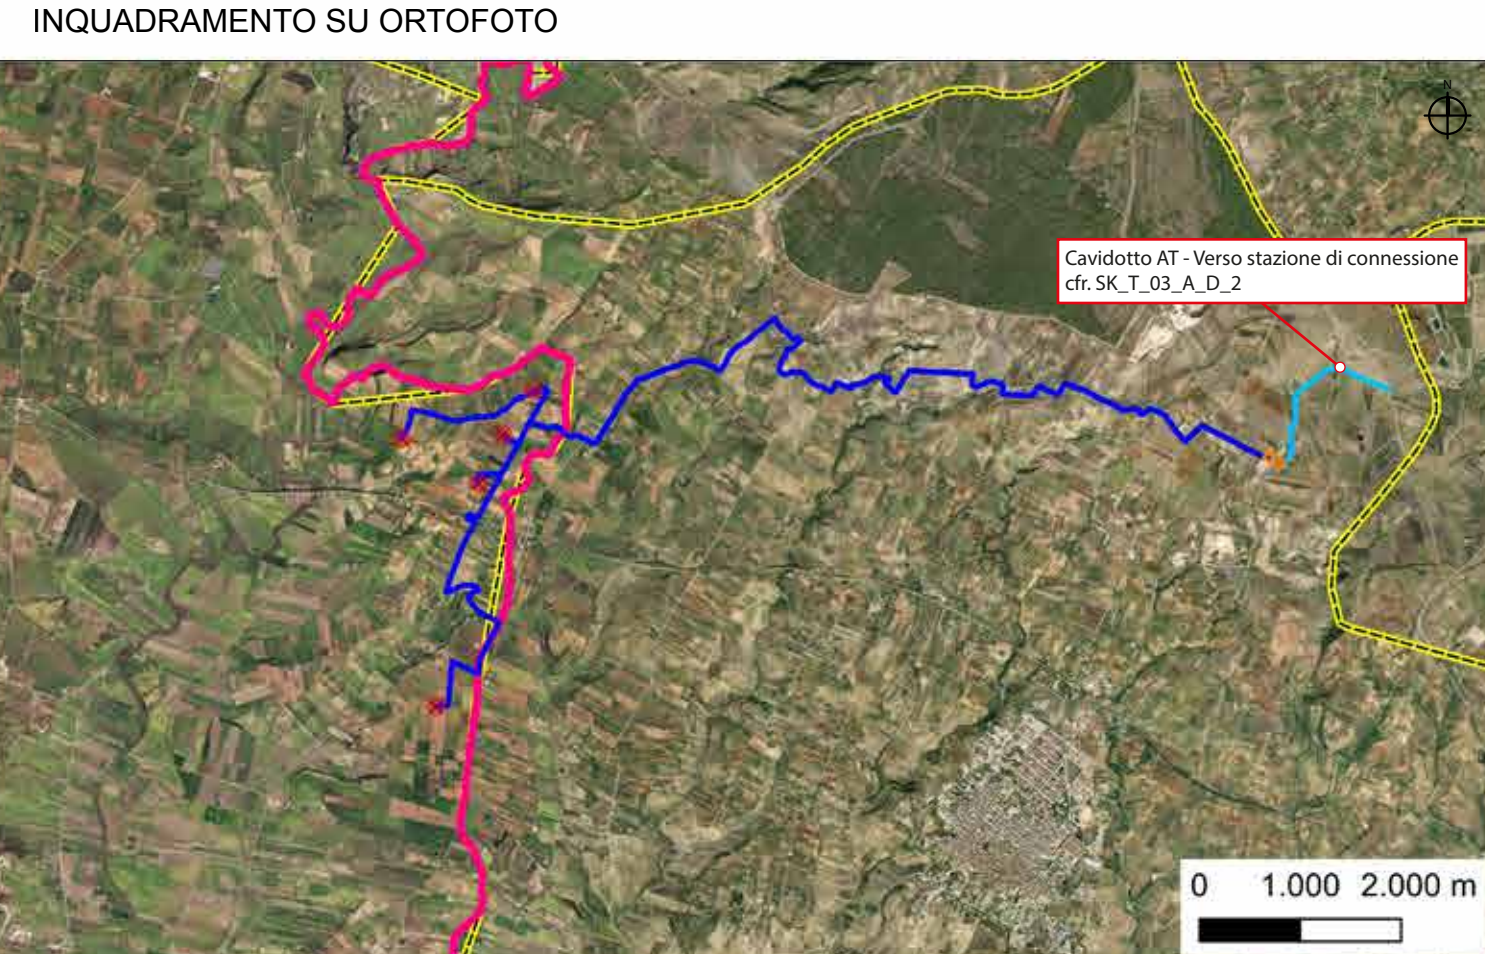 INQUADRAMENTO SU ORTOFOTO
N
Cavidotto AT - Verso stazione di connessione
cfr. SK_T_03_A_D_2
0 1.000 2.000 m